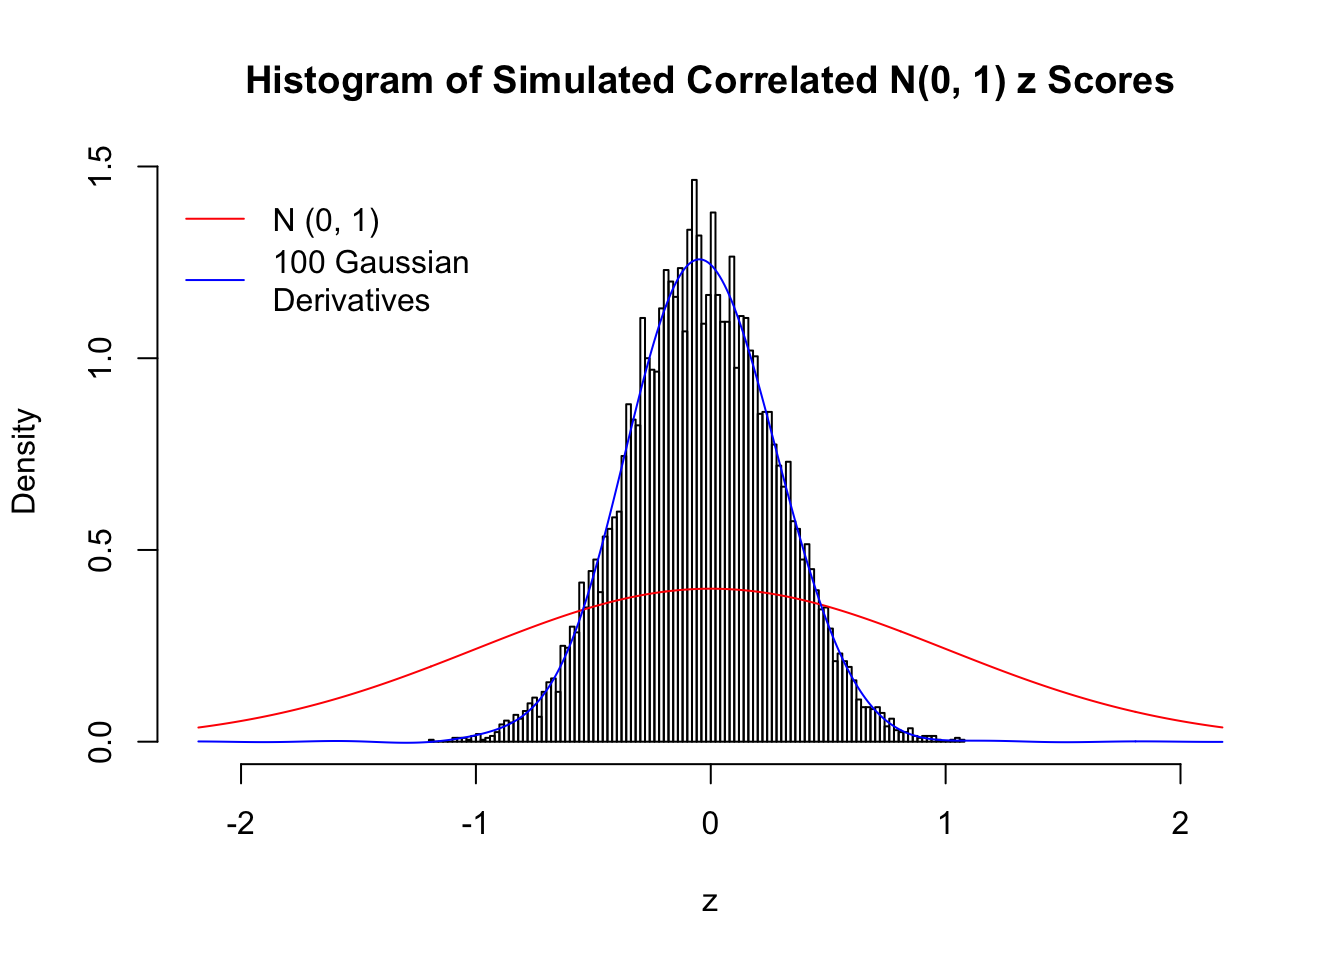 Histogram of Simulated Correlated N(0, 1) z Scores
1.5
N (0, 1)
100 Gaussian
Derivatives
1.0
Density
0.5
0.0
-2 -1 0 1 2
z